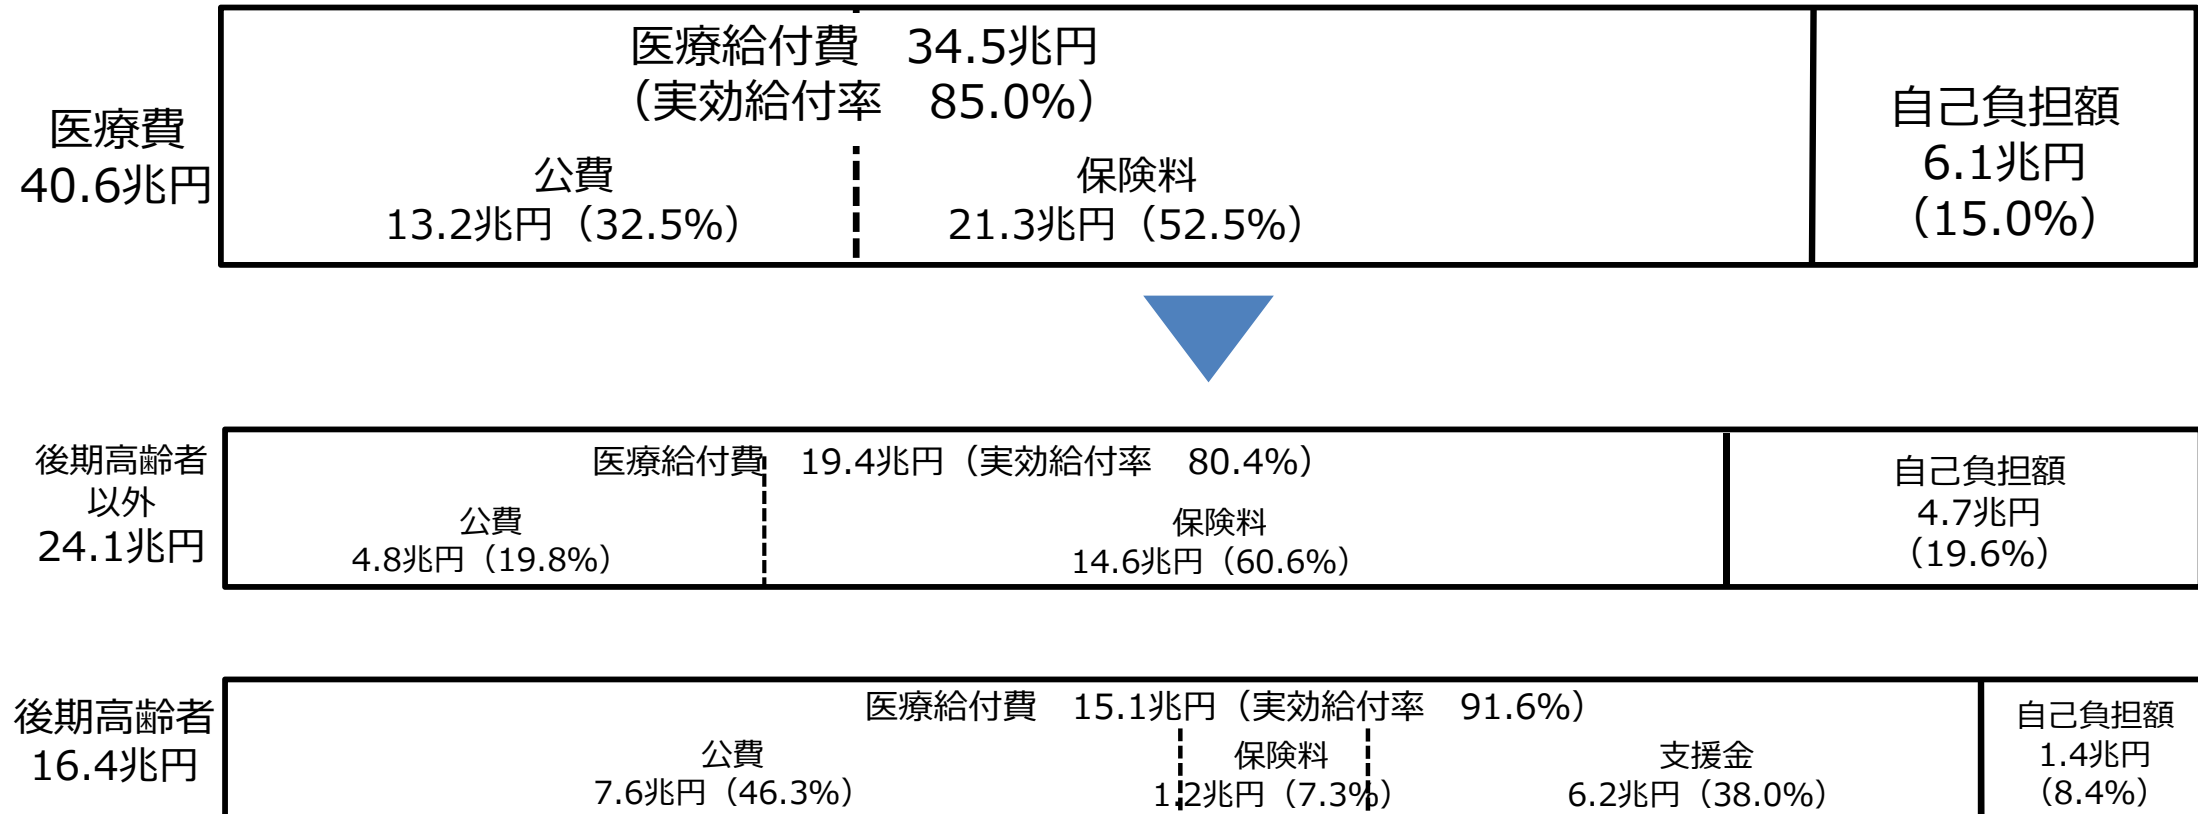 医療費
40.6兆円
医療給付費　34.5兆円
（実効給付率　85.0%）
公費
13.2兆円（32.5%）
保険料
21.3兆円（52.5%）
自己負担額
6.1兆円
（15.0%）
後期高齢者
以外
24.1兆円
医療給付費　19.4兆円（実効給付率　80.4%）
公費
4.8兆円（19.8%）
保険料
14.6兆円（60.6%）
自己負担額
4.7兆円
（19.6%）
後期高齢者
16.4兆円
医療給付費　15.1兆円（実効給付率　91.6%）
公費
7.6兆円（46.3%）
保険料
1.2兆円（7.3%）
支援金
6.2兆円（38.0%）
自己負担額
1.4兆円
（8.4%）